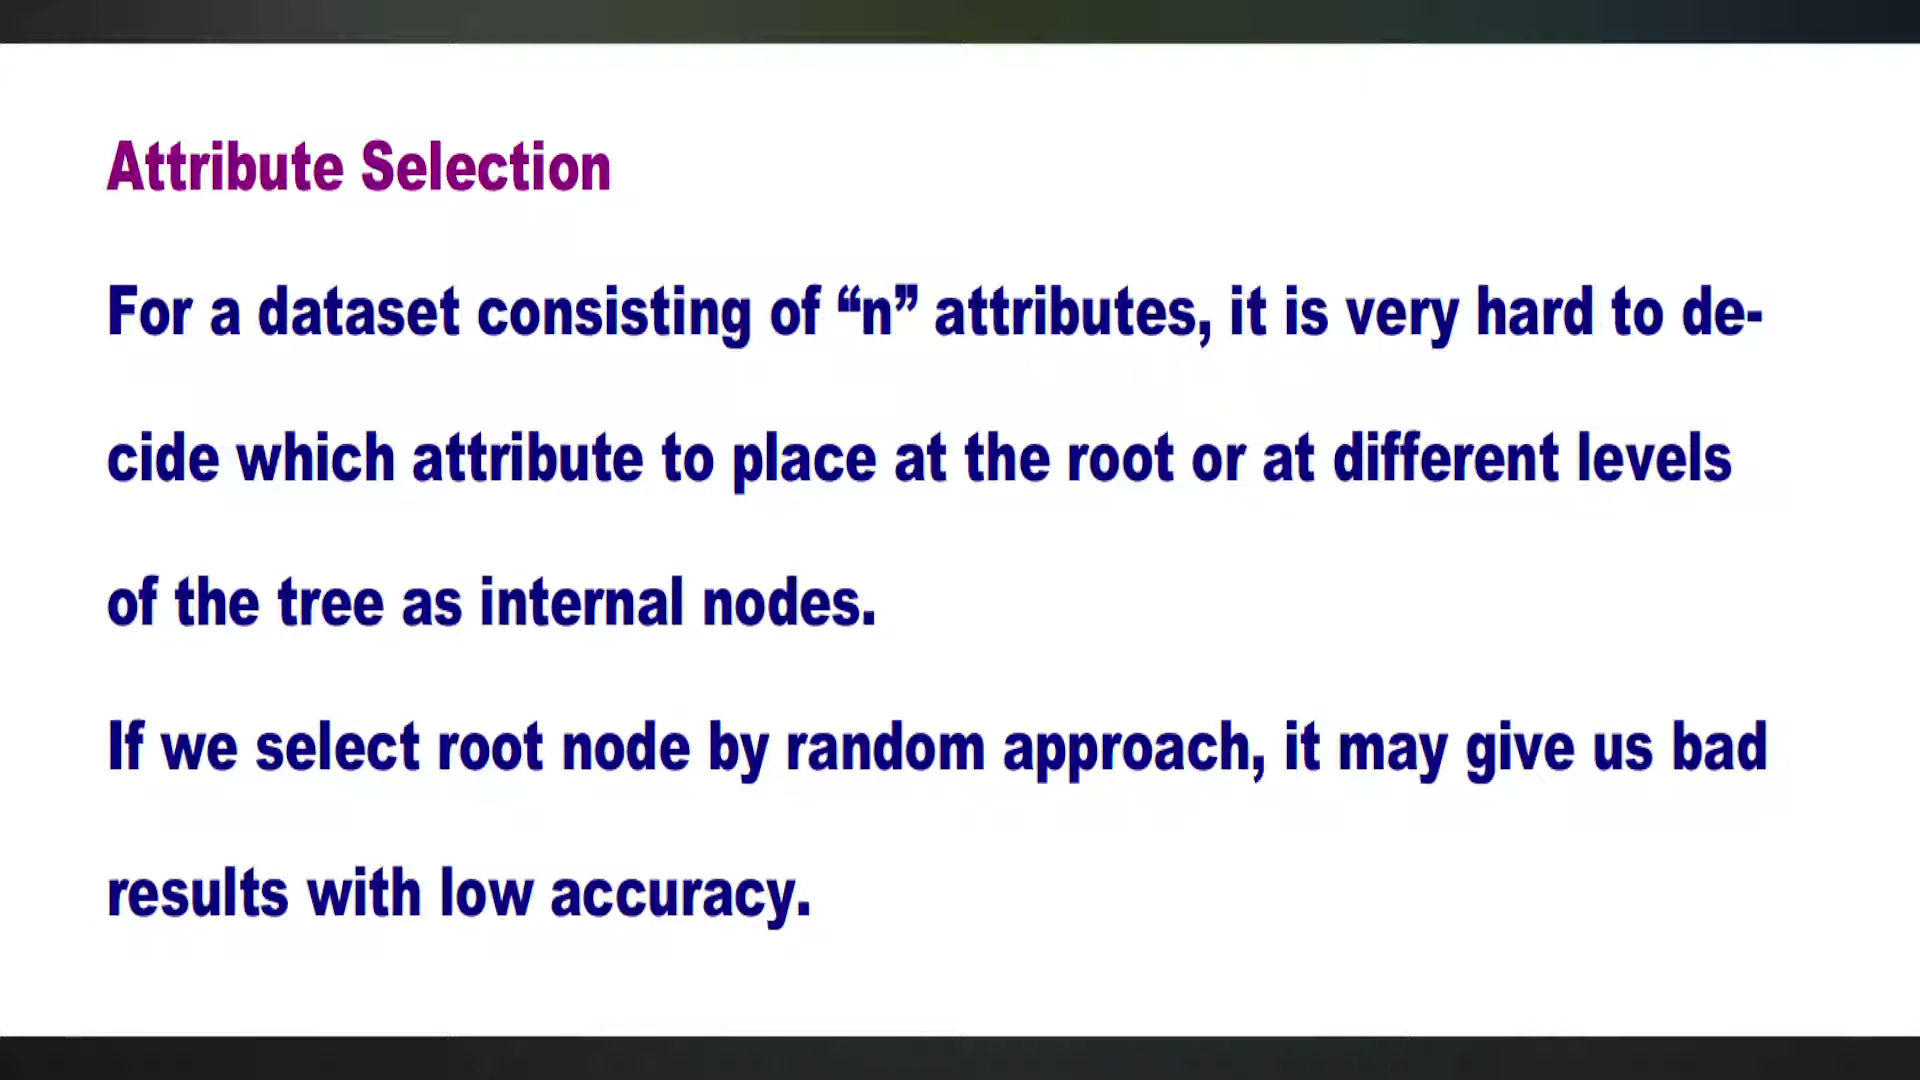 Attribute Selection
For a dataset consisting of “n” attributes, it is very hard to de-
cide which attribute to place at the root or at different levels
of the tree as internal nodes.
If we select root node by random approach, it may give us bad
results with low accuracy.